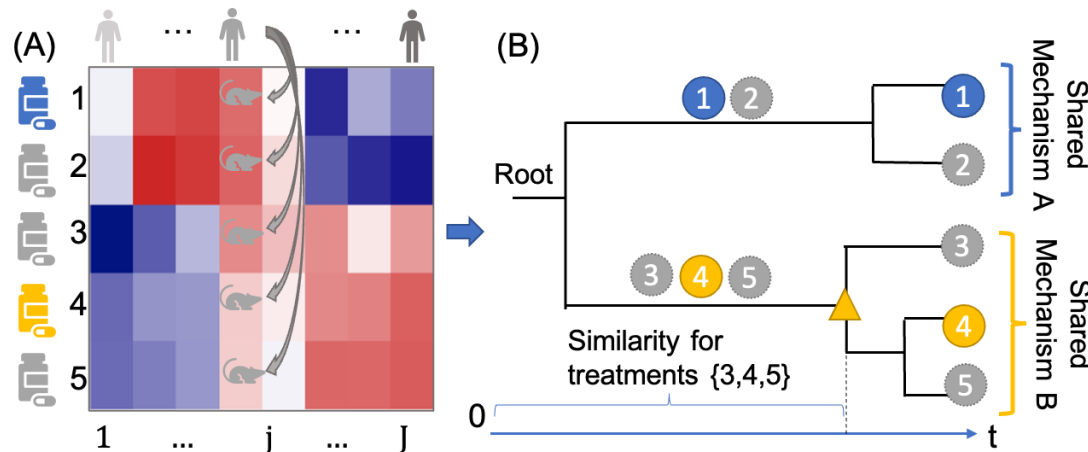 (A)
... ...
1
2
3
4
5
1 ... j ... J
(B)
Root
1 2
3 4 5
1
2
3
4
5
Shared
Mechanism A
Shared
Mechanism B
Similarity for
treatments {3,4,5}
0
t